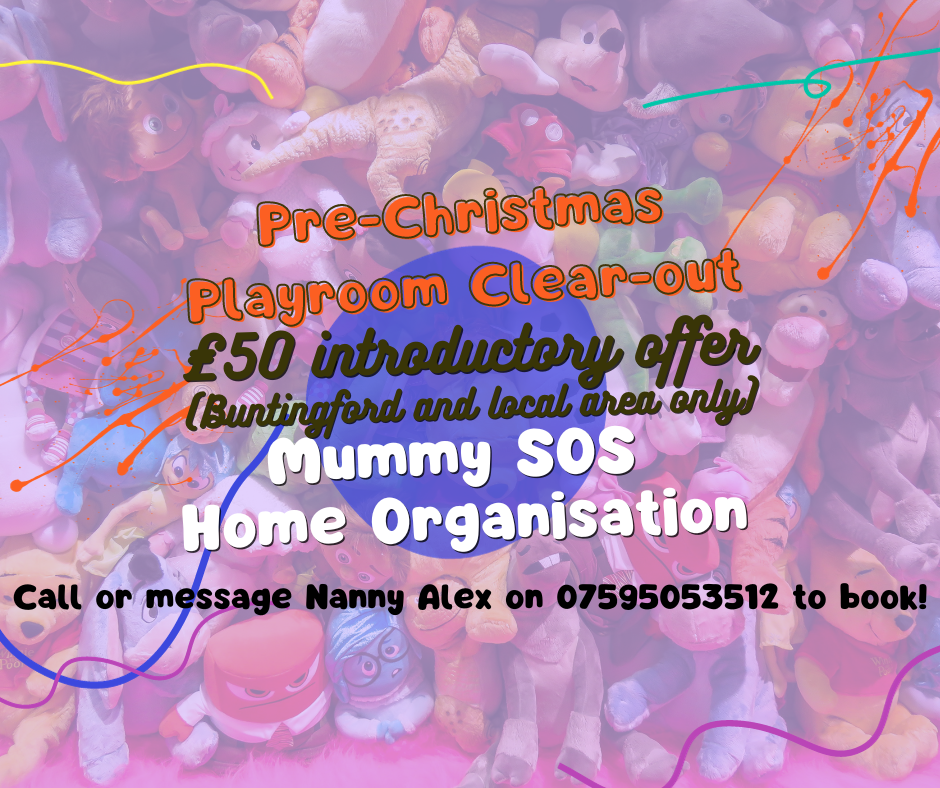 Pre-Christmas
Playroom Clear-out
£50 introductory offer
(Buntingford and local area only)
Mummy SOS
Home Organisation
Call or message Nanny Alex on 07595053512 to book!